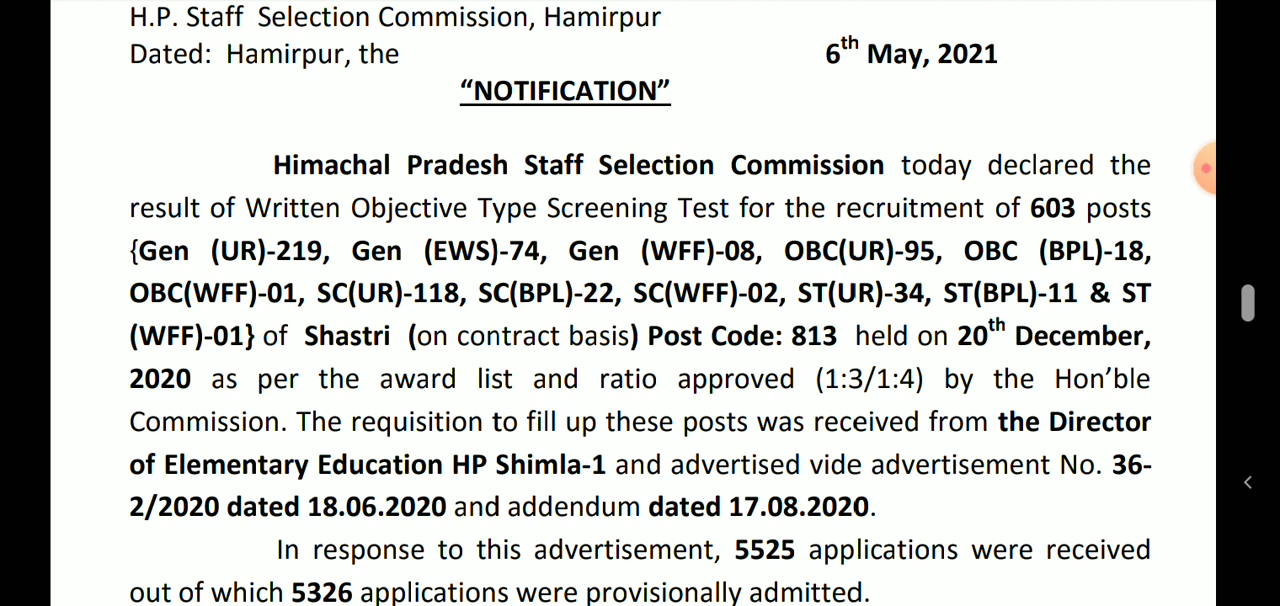 H.P. Staff Selection Commission, Hamirpur
Dated: Hamirpur, the 6th May, 2021
“NOTIFICATION”
Himachal Pradesh Staff Selection Commission today declared the
result of Written Objective Type Screening Test for the recruitment of 603 posts
{Gen (UR)-219, Gen (EWS)-74, Gen (WFF)-08, OBC(UR)-95, OBC (BPL)-18,
OBC(WFF)-01, SC(UR)-118, SC(BPL)-22, SC(WFF)-02, ST(UR)-34, ST(BPL)-11 & ST
(WFF)-01} of Shastri (on contract basis) Post Code: 813 held on 20th December,
2020 as per the award list and ratio approved (1:3/1:4) by the Hon’ble
Commission. The requisition to fill up these posts was received from the Director
of Elementary Education HP Shimla-1 and advertised vide advertisement No. 36-
2/2020 dated 18.06.2020 and addendum dated 17.08.2020.
In response to this advertisement, 5525 applications were received
out of which 5326 applications were provisionally admitted.